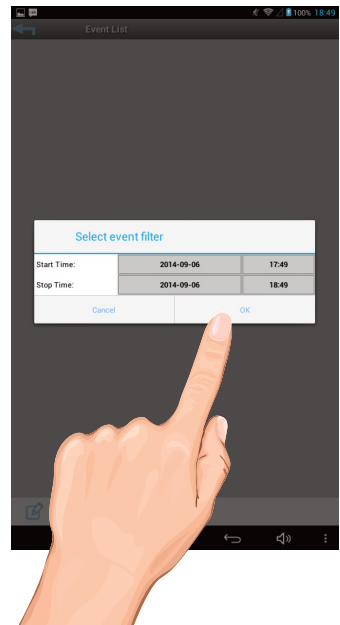 100% 18:49
Event List
Select event filter
Start Time: 2014-09-06 17:49
Stop Time: 2014-09-06 18:49
Cancel OK